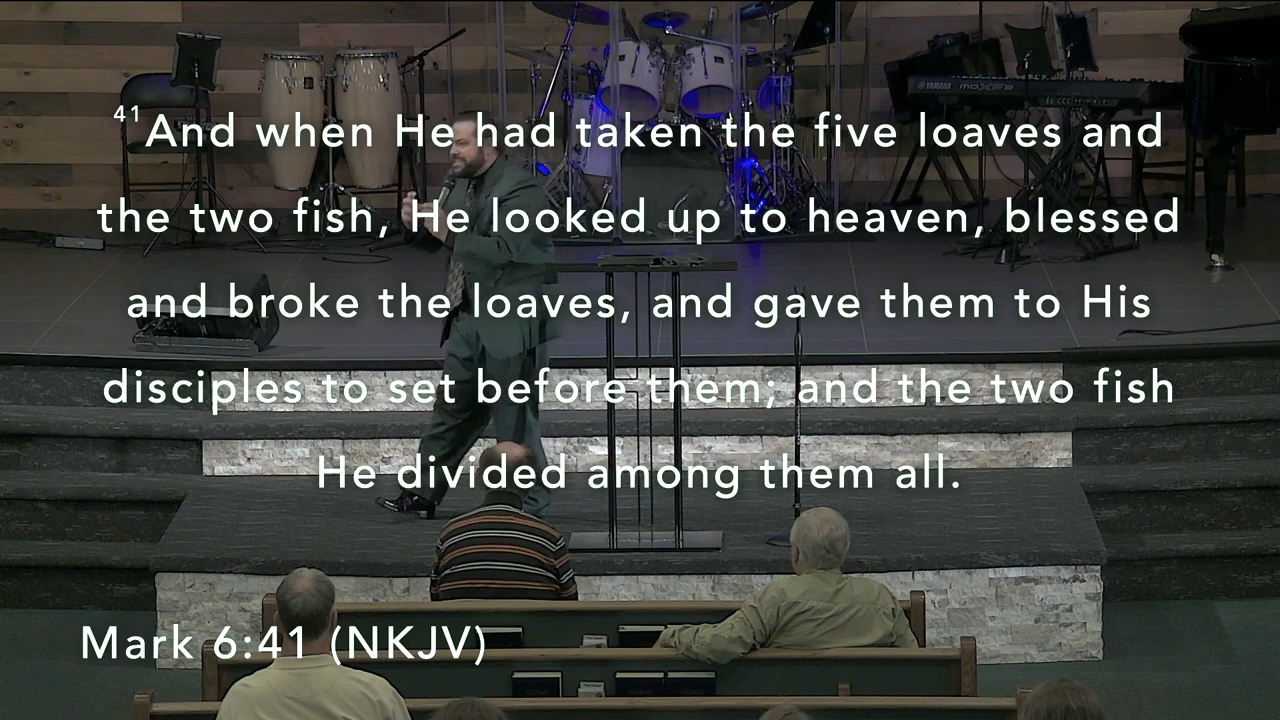 41And when He had taken the five loaves and
the two fish, He looked up to heaven, blessed
and broke the loaves, and gave them to His
disciples to set before them; and the two fish
He divided among them all.
Mark 6:41 (NKJV)
YAMAHA MOXF8